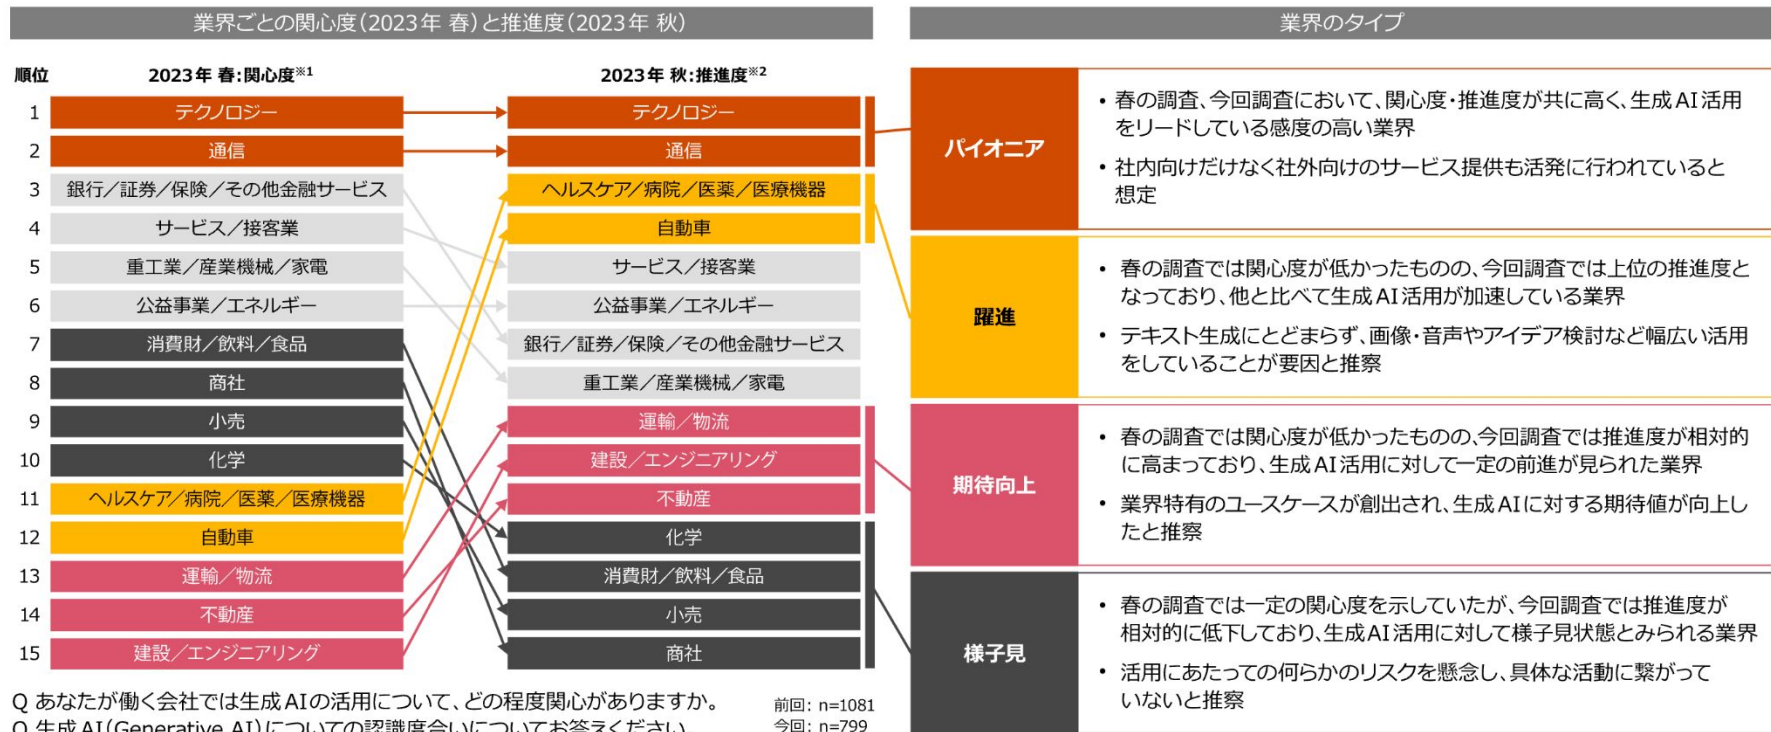 業界ごとの関心度（2023年 春）と推進度（2023年 秋）
順位
2023年 春：関心度※1
2023年 秋：推進度※2
1
テクノロジー
テクノロジー
2
通信
通信
3
銀行／証券／保険／その他金融サービス
ヘルスケア／病院／医薬／医療機器
4
サービス／接客業
自動車
5
重工業／産業機械／家電
サービス／接客業
6
公益事業／エネルギー
公益事業／エネルギー
7
消費財／飲料／食品
銀行／証券／保険／その他金融サービス
8
商社
重工業／産業機械／家電
9
小売
運輸／物流
10
化学
建設／エンジニアリング
11
ヘルスケア／病院／医薬／医療機器
不動産
12
自動車
化学
13
運輸／物流
消費財／飲料／食品
14
不動産
小売
15
建設／エンジニアリング
商社
Q あなたが働く会社では生成AIの活用について、どの程度関心がありますか。
Q 生成AI（Generative AI）についての認識度合いについてお答えください。
前回： n=1081
今回： n=799
業界のタイプ
パイオニア
• 春の調査、今回調査において、関心度・推進度が共に高く、生成AI活用
をリードしている感度の高い業界
• 社内向けだけなく社外向けのサービス提供も活発に行われていると
想定
躍進
• 春の調査では関心度が低かったものの、今回調査では上位の推進度と
なっており、他と比べて生成AI活用が加速している業界
• テキスト生成にとどまらず、画像・音声やアイデア検討など幅広い活用
をしていることが要因と推察
期待向上
• 春の調査では関心度が低かったものの、今回調査では推進度が相対的
に高まっており、生成AI活用に対して一定の前進が見られた業界
• 業界特有のユースケースが創出され、生成AIに対する期待値が向上し
たと推察
様子見
• 春の調査では一定の関心度を示していたが、今回調査では推進度が
相対的に低下しており、生成AI活用に対して様子見状態とみられる業界
• 活用にあたっての何らかのリスクを懸念し、具体な活動に繋がって
いないと推察